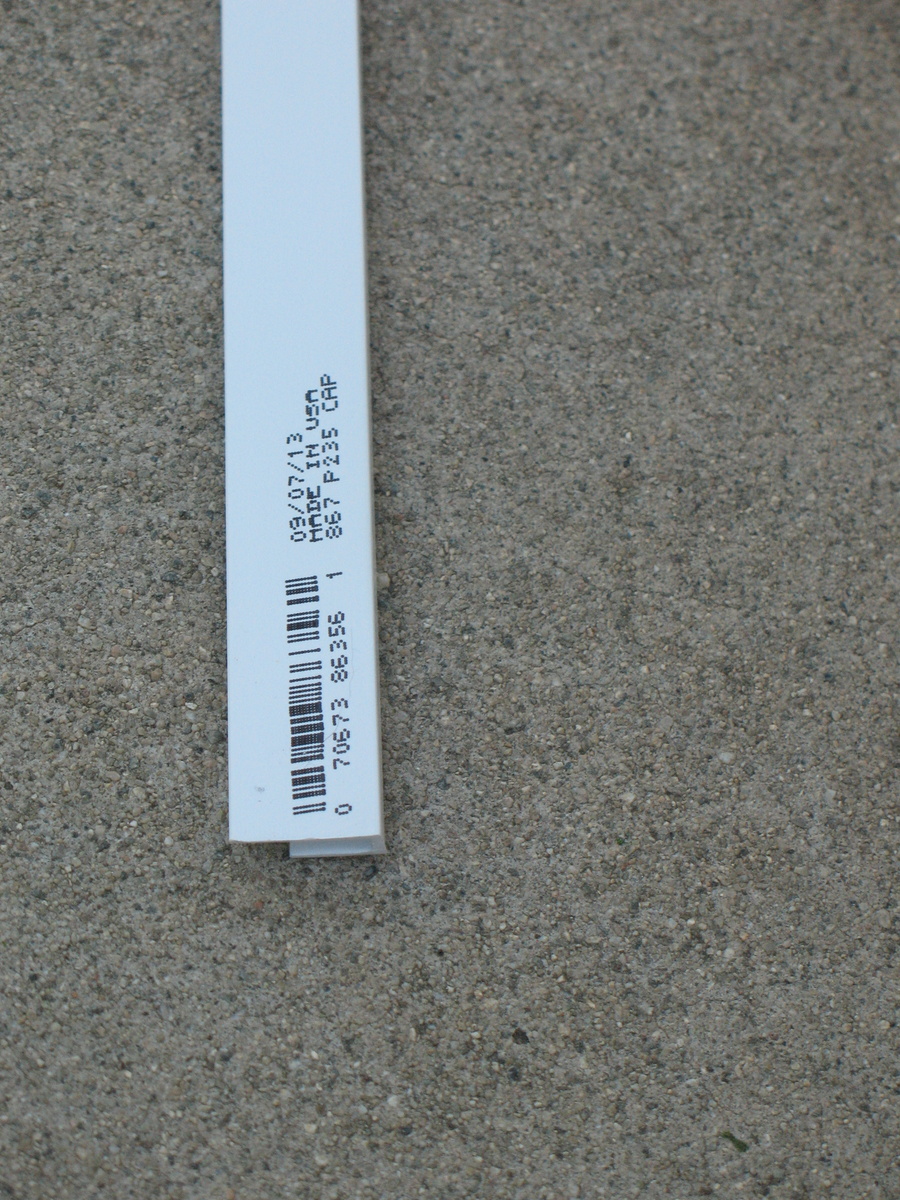 09/07/13
MADE IN USA
867 P235 CAP
0 70673 86356 1